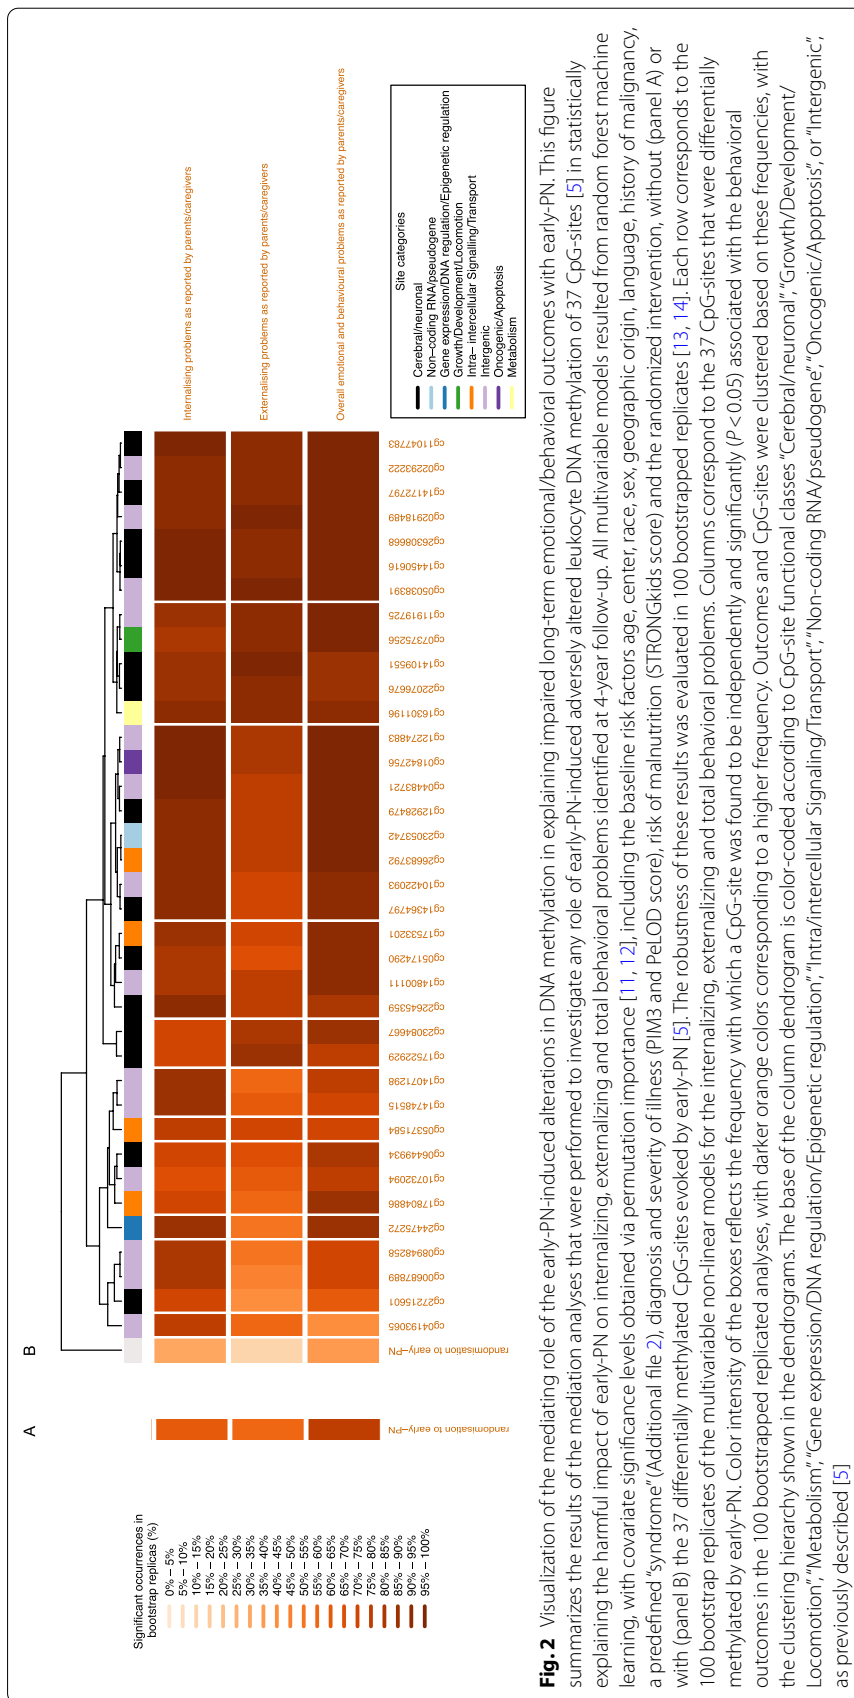 A
B
Significant occurrences in
bootstrap replicas (%)
0% – 5%
5% – 10%
10% – 15%
15% – 20%
20% – 25%
25% – 30%
30% – 35%
35% – 40%
40% – 45%
45% – 50%
50% – 55%
55% – 60%
60% – 65%
65% – 70%
70% – 75%
75% – 80%
80% – 85%
85% – 90%
90% – 95%
95% – 100%
randomisation to early–PN
randomisation to early–PN
cg04193065
cg27215601
cg00687889
cg08948258
cg24475272
cg17804886
cg10732094
cg06449934
cg05371584
cg14748515
cg14071298
cg17522929
cg23084667
cg22645359
cg14800111
cg05174290
cg17533201
cg14364797
cg10422093
cg26683792
cg23053742
cg12928479
cg04483721
cg01842756
cg12274883
cg16301196
cg22076676
cg14109551
cg07375256
cg11919725
cg05038391
cg14450616
cg26308668
cg02918489
cg14172797
cg02293222
cg11047783
Internalising problems as reported by parents/caregivers
Externalising problems as reported by parents/caregivers
Overall emotional and behavioural problems as reported by parents/caregivers
Site categories
Cerebral/neuronal
Non–coding RNA/pseudogene
Gene expression/DNA regulation/Epigenetic regulation
Growth/Development/Locomotion
Intra– intercellular Signalling/Transport
Intergenic
Oncogenic/Apoptosis
Metabolism
Fig. 2 Visualization of the mediating role of the early-PN-induced alterations in DNA methylation in explaining impaired long-term emotional/behavioral outcomes with early-PN. This figure
summarizes the results of the mediation analyses that were performed to investigate any role of early-PN-induced adversely altered leukocyte DNA methylation of 37 CpG-sites [5] in statistically
explaining the harmful impact of early-PN on internalizing, externalizing and total behavioral problems identified at 4-year follow-up. All multivariable models resulted from random forest machine
learning, with covariate significance levels obtained via permutation importance [11, 12], including the baseline risk factors age, center, race, sex, geographic origin, language, history of malignancy,
a predefined “syndrome” (Additional file 2), diagnosis and severity of illness (PIM3 and PeLOD score), risk of malnutrition (STRONGkids score) and the randomized intervention, without (panel A) or
with (panel B) the 37 differentially methylated CpG-sites evoked by early-PN [5]. The robustness of these results was evaluated in 100 bootstrapped replicates [13, 14]. Each row corresponds to the
100 bootstrap replicates of the multivariable non-linear models for the internalizing, externalizing and total behavioral problems. Columns correspond to the 37 CpG-sites that were differentially
methylated by early-PN. Color intensity of the boxes reflects the frequency with which a CpG-site was found to be independently and significantly (P < 0.05) associated with the behavioral
outcomes in the 100 bootstrapped replicated analyses, with darker orange colors corresponding to a higher frequency. Outcomes and CpG-sites were clustered based on these frequencies, with
the clustering hierarchy shown in the dendrograms. The base of the column dendrogram is color-coded according to CpG-site functional classes “Cerebral/neuronal”, “Growth/Development/
Locomotion”, “Metabolism”, “Gene expression/DNA regulation/Epigenetic regulation”, “Intra/intercellular Signaling/Transport”, “Non-coding RNA/pseudogene”, “Oncogenic/Apoptosis”, or “Intergenic”,
as previously described [5]